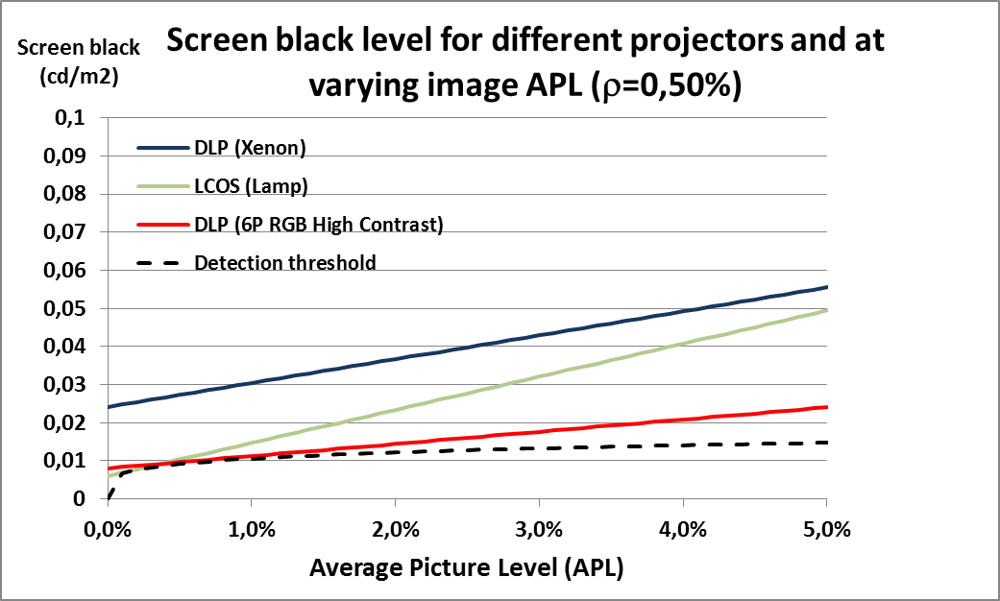 Screen black level for different projectors and at
varying image APL (ρ=0,50%)
Screen black
(cd/m2)
0,1
0,09
0,08
0,07
0,06
0,05
0,04
0,03
0,02
0,01
0
DLP (Xenon)
LCOS (Lamp)
DLP (6P RGB High Contrast)
Detection threshold
0,0% 1,0% 2,0% 3,0% 4,0% 5,0%
Average Picture Level (APL)